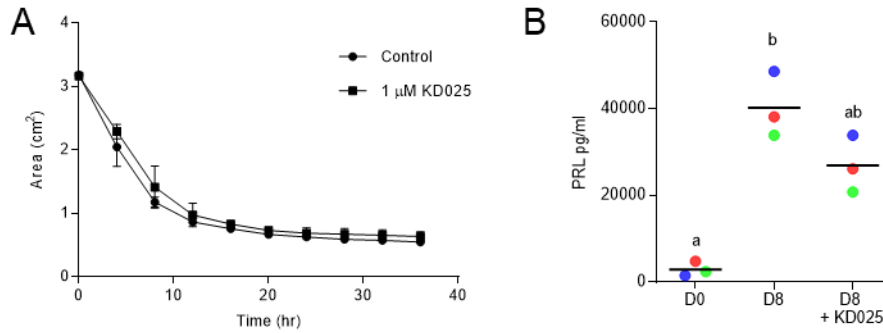 A
4
3
2
1
0
Area (cm²)
0
10
20
30
40
Time (hr)
Control
1 μM KD025
B
60000
40000
20000
0
PRL pg/ml
a
b
ab
D0
D8
D8
+ KD025